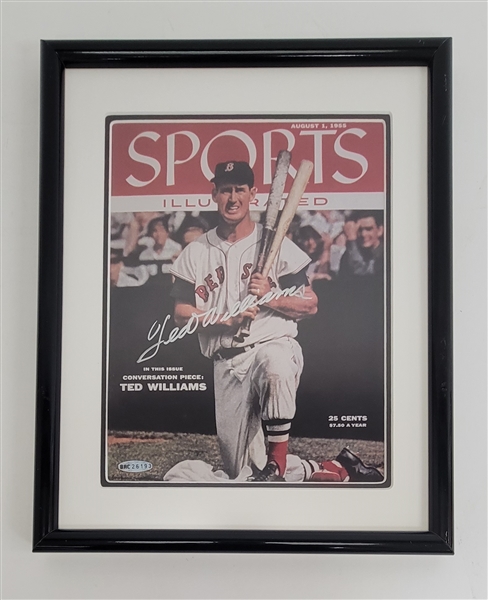 AUGUST 1, 1955
SPORTS
ILLUSTRATED
B
RED SOX
Ted Williams
IN THIS ISSUE
CONVERSATION PIECE:
TED WILLIAMS
25 CENTS
$7.50 A YEAR